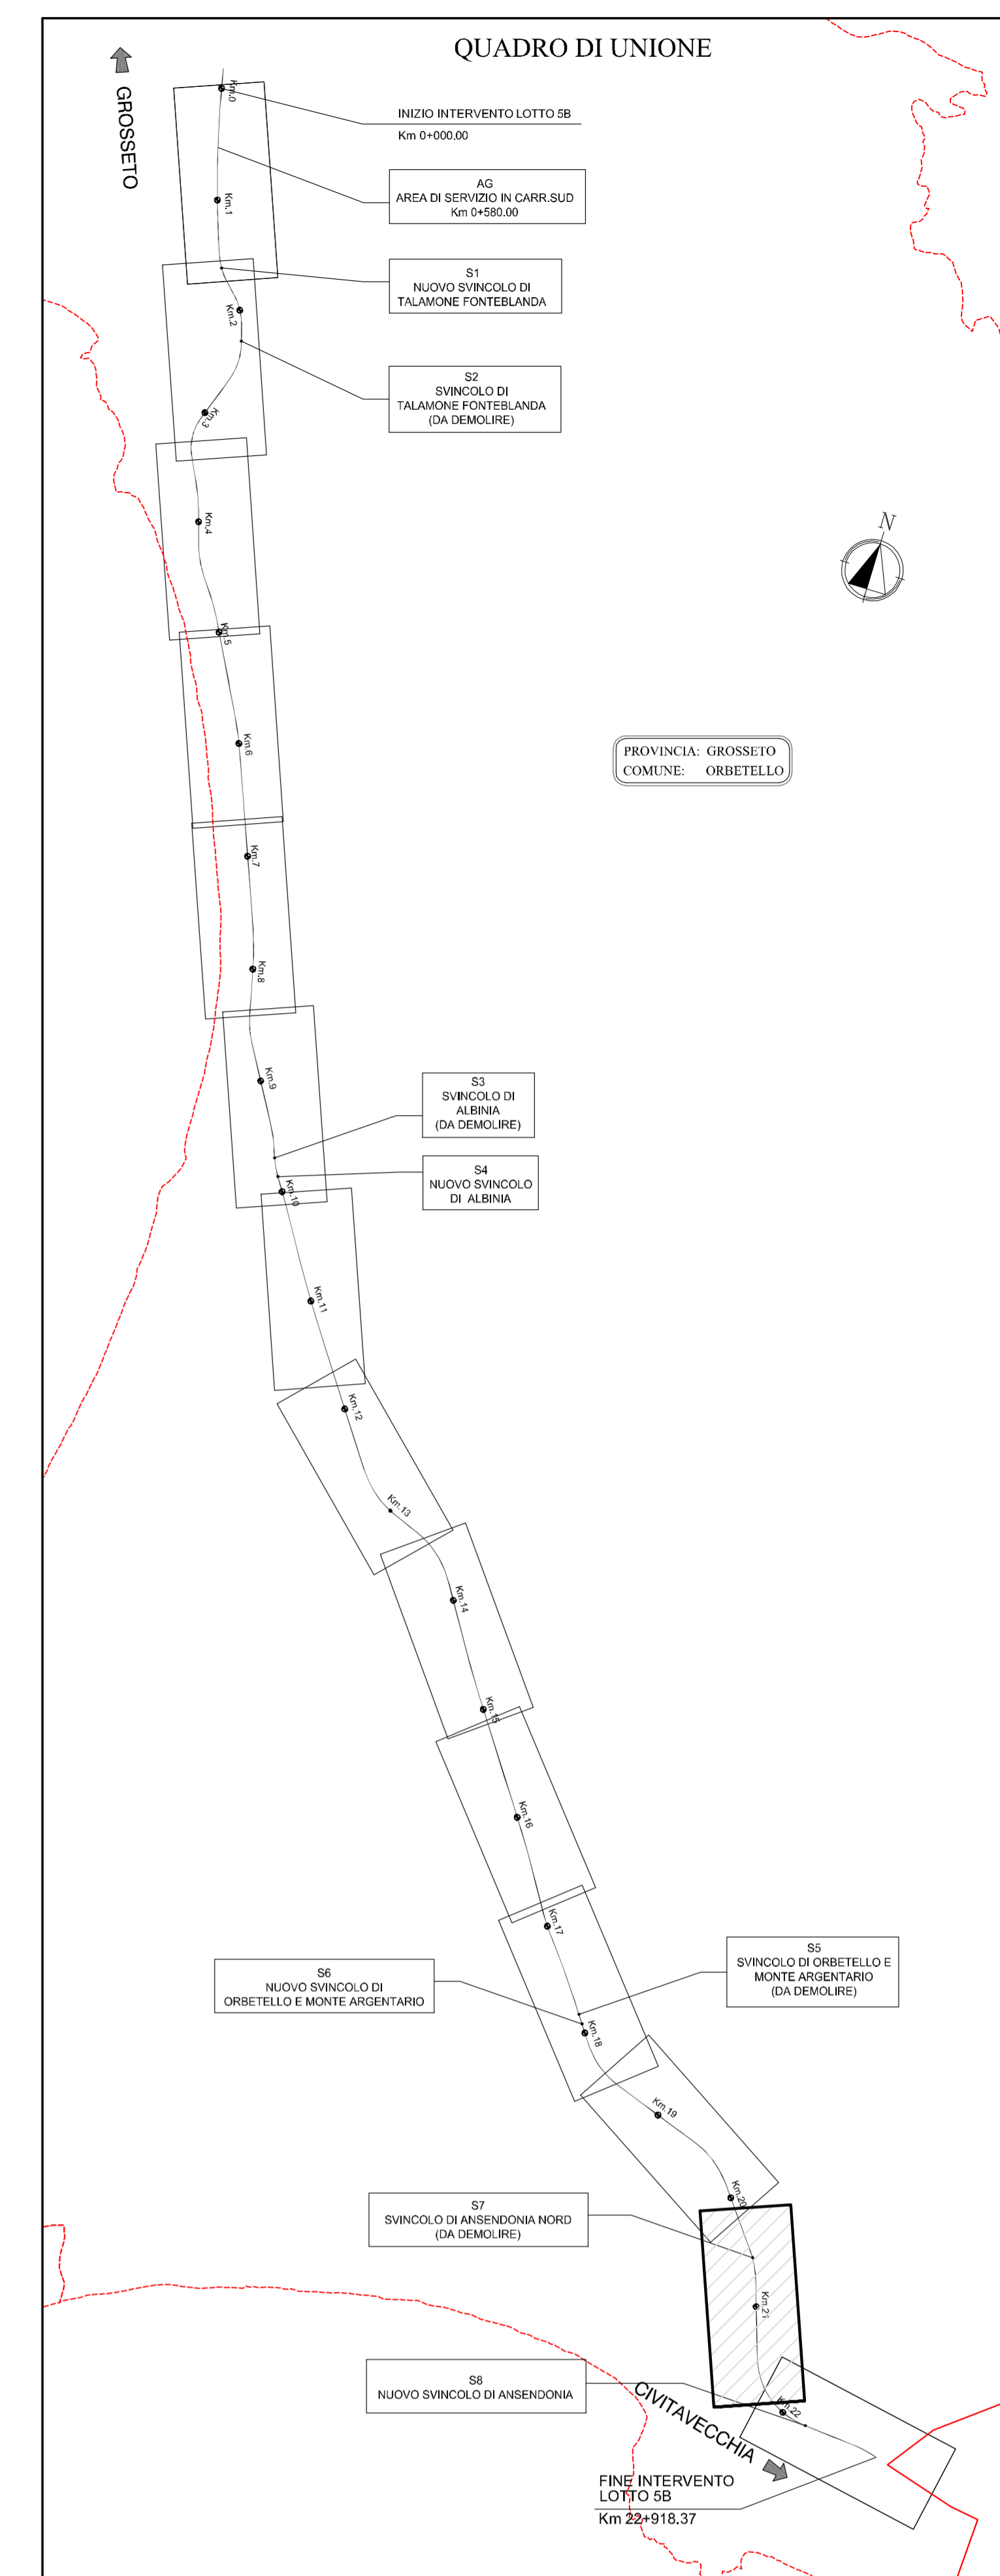 QUADRO DI UNIONE
GROSSETO
Km.0
INIZIO INTERVENTO LOTTO 5B
Km 0+000.00
AG
AREA DI SERVIZIO IN CARR.SUD
Km 0+580.00
Km.1
S1
NUOVO SVINCOLO DI
TALAMONE FONTEBLANDA
Km.2
S2
SVINCOLO DI
TALAMONE FONTEBLANDA
(DA DEMOLIRE)
Km.3
Km.4
N
Km.5
Km.6
PROVINCIA: GROSSETO
COMUNE: ORBETELLO
Km.7
Km.8
Km.9
S3
SVINCOLO DI
ALBINIA
(DA DEMOLIRE)
S4
NUOVO SVINCOLO
DI ALBINIA
Km.10
Km.11
Km.12
Km.13
Km.14
Km.15
Km.16
Km.17
S5
SVINCOLO DI ORBETELLO E
MONTE ARGENTARIO
(DA DEMOLIRE)
S6
NUOVO SVINCOLO DI
ORBETELLO E MONTE ARGENTARIO
Km.18
Km.19
Km.20
S7
SVINCOLO DI ANSENDONIA NORD
(DA DEMOLIRE)
Km.21
S8
NUOVO SVINCOLO DI ANSENDONIA
Km.22
CIVITAVECCHIA
FINE INTERVENTO
LOTTO 5B
Km 22+918.37